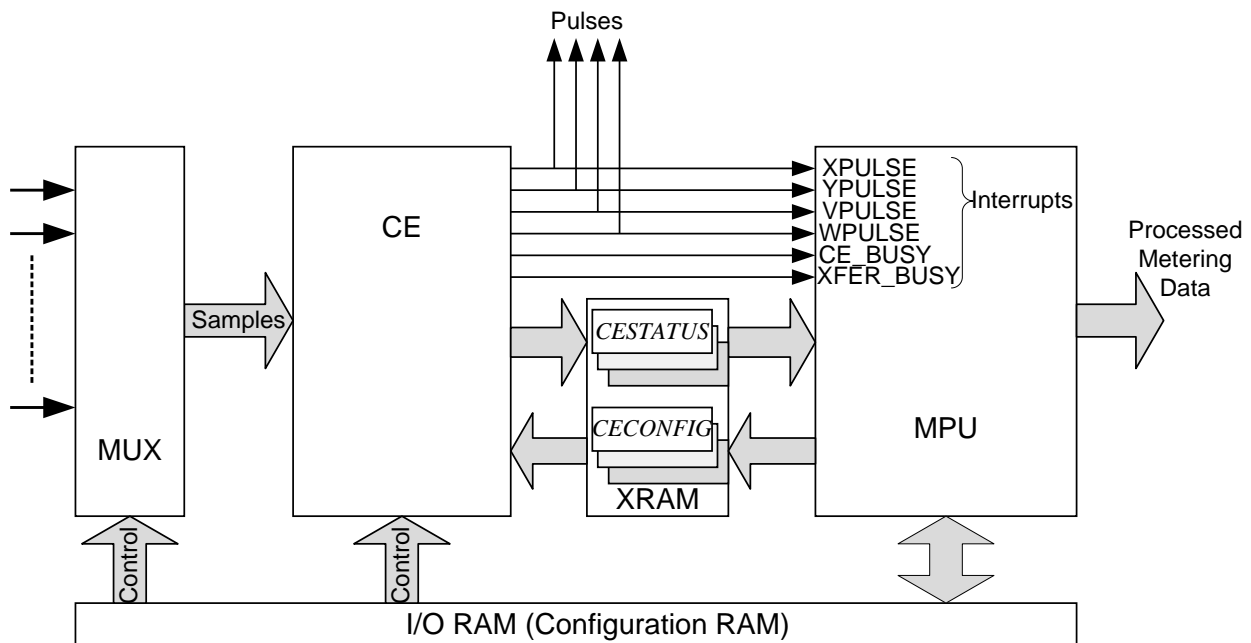 Pulses
XPULSE
YPULSE
VPULSE
WPULSE
CE_BUSY
XFER_BUSY
Interrupts
CE
Processed
Metering
Data
Samples
CESTATUS
CECONFIG
XRAM
MUX
MPU
Control
Control
I/O RAM (Configuration RAM)